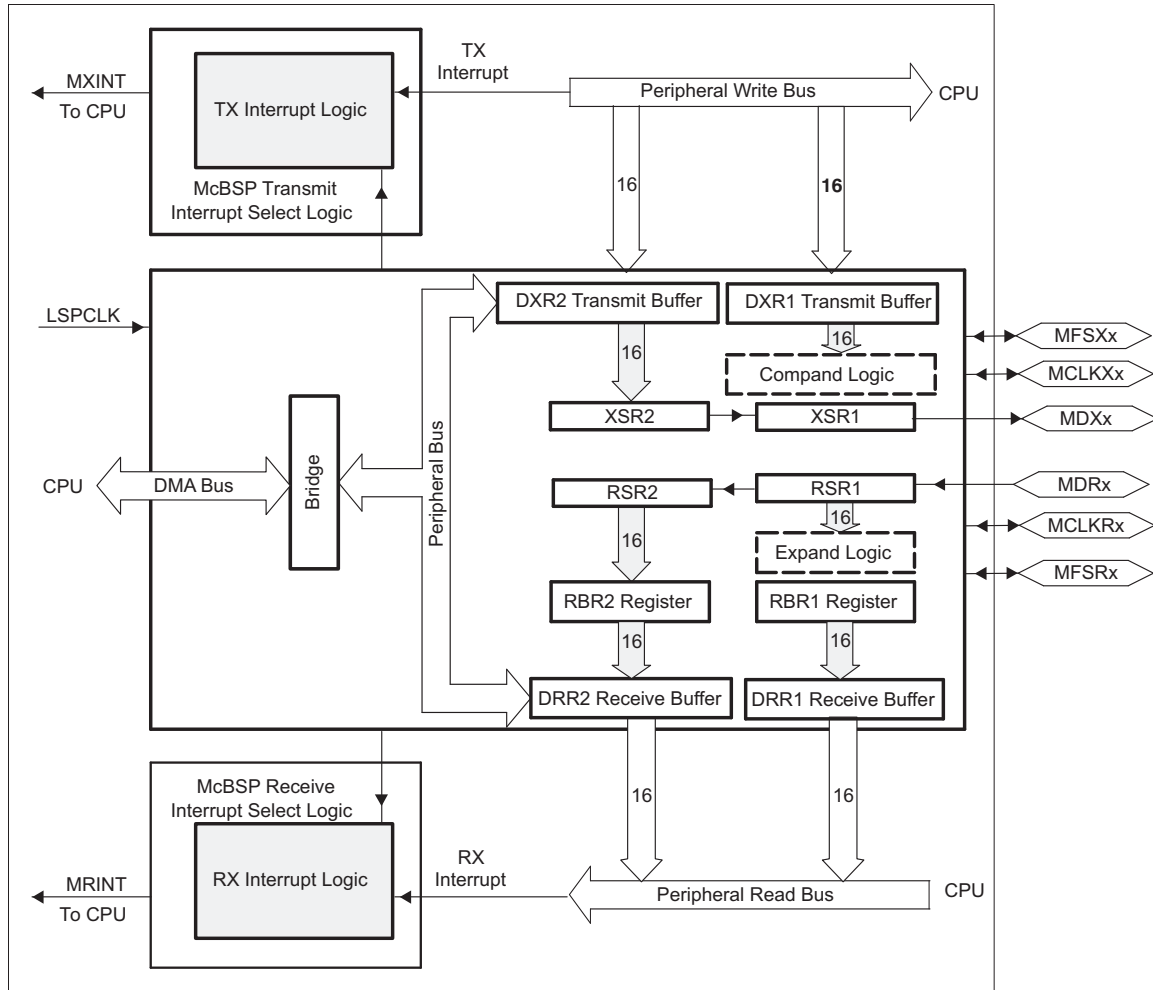 TX
Interrupt
MXINT
To CPU
TX Interrupt Logic
Peripheral Write Bus
CPU
McBSP Transmit
Interrupt Select Logic
16
16
LSPCLK
DXR2 Transmit Buffer
DXR1 Transmit Buffer
16
16
MFSXx
Compand Logic
MCLKXx
XSR2
XSR1
MDXx
CPU
DMA Bus
Bridge
Peripheral Bus
RSR2
RSR1
MDRx
16
16
MCLKRx
Expand Logic
MFSRx
RBR2 Register
RBR1 Register
16
16
DRR2 Receive Buffer
DRR1 Receive Buffer
McBSP Receive
Interrupt Select Logic
16
16
RX
Interrupt
MRINT
To CPU
RX Interrupt Logic
Peripheral Read Bus
CPU